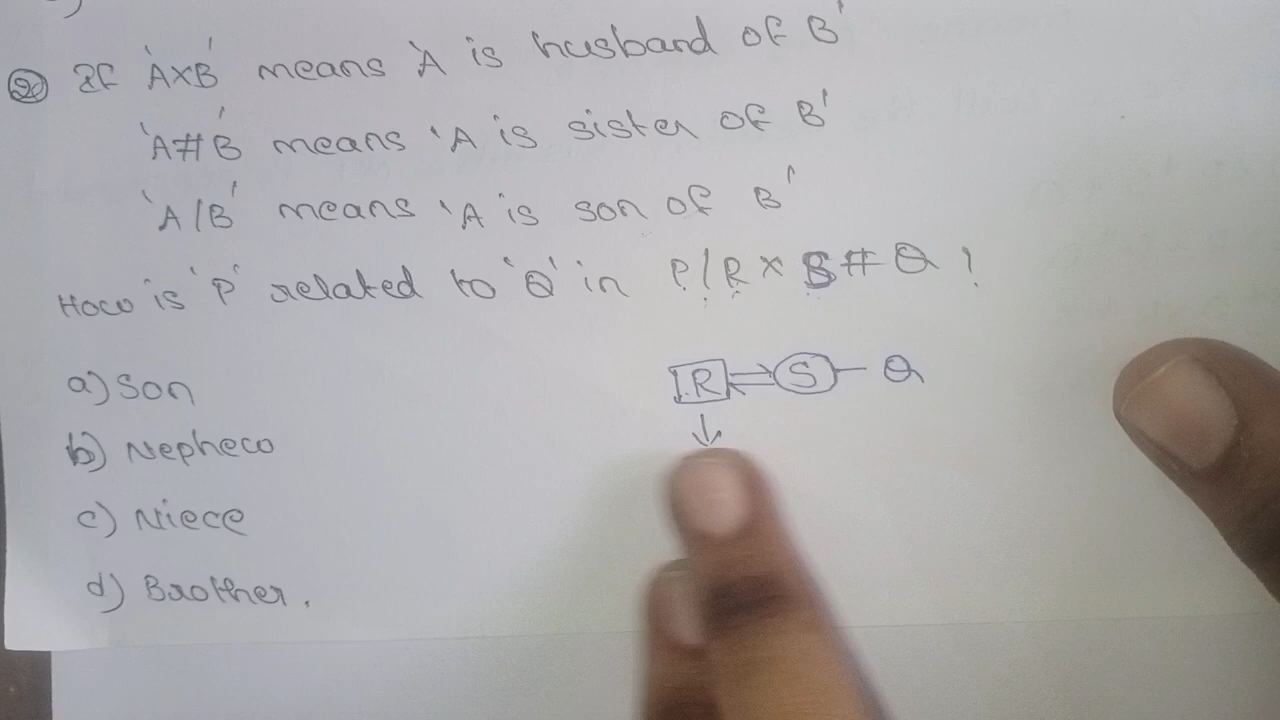 ② If 'A×B' means 'A is husband of B'
'A#B' means 'A is sister of B'
'A/B' means 'A is son of B'
How is 'P' related to 'Q' in P/R × S # Q ?
a) Son
b) Nephew
c) Niece
d) Brother.
R ⇌ S — Q
↓